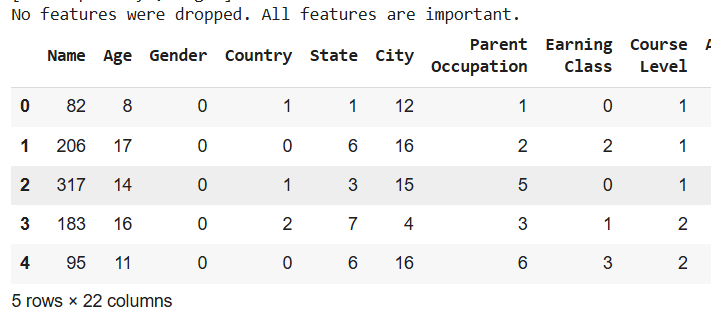 No features were dropped. All features are important.
Name Age Gender Country State City Parent Occupation Earning Class Course Level
0 82 8 0 1 1 12 1 0 1
1 206 17 0 0 6 16 2 2 1
2 317 14 0 1 3 15 5 0 1
3 183 16 0 2 7 4 3 1 2
4 95 11 0 0 6 16 6 3 2
5 rows × 22 columns